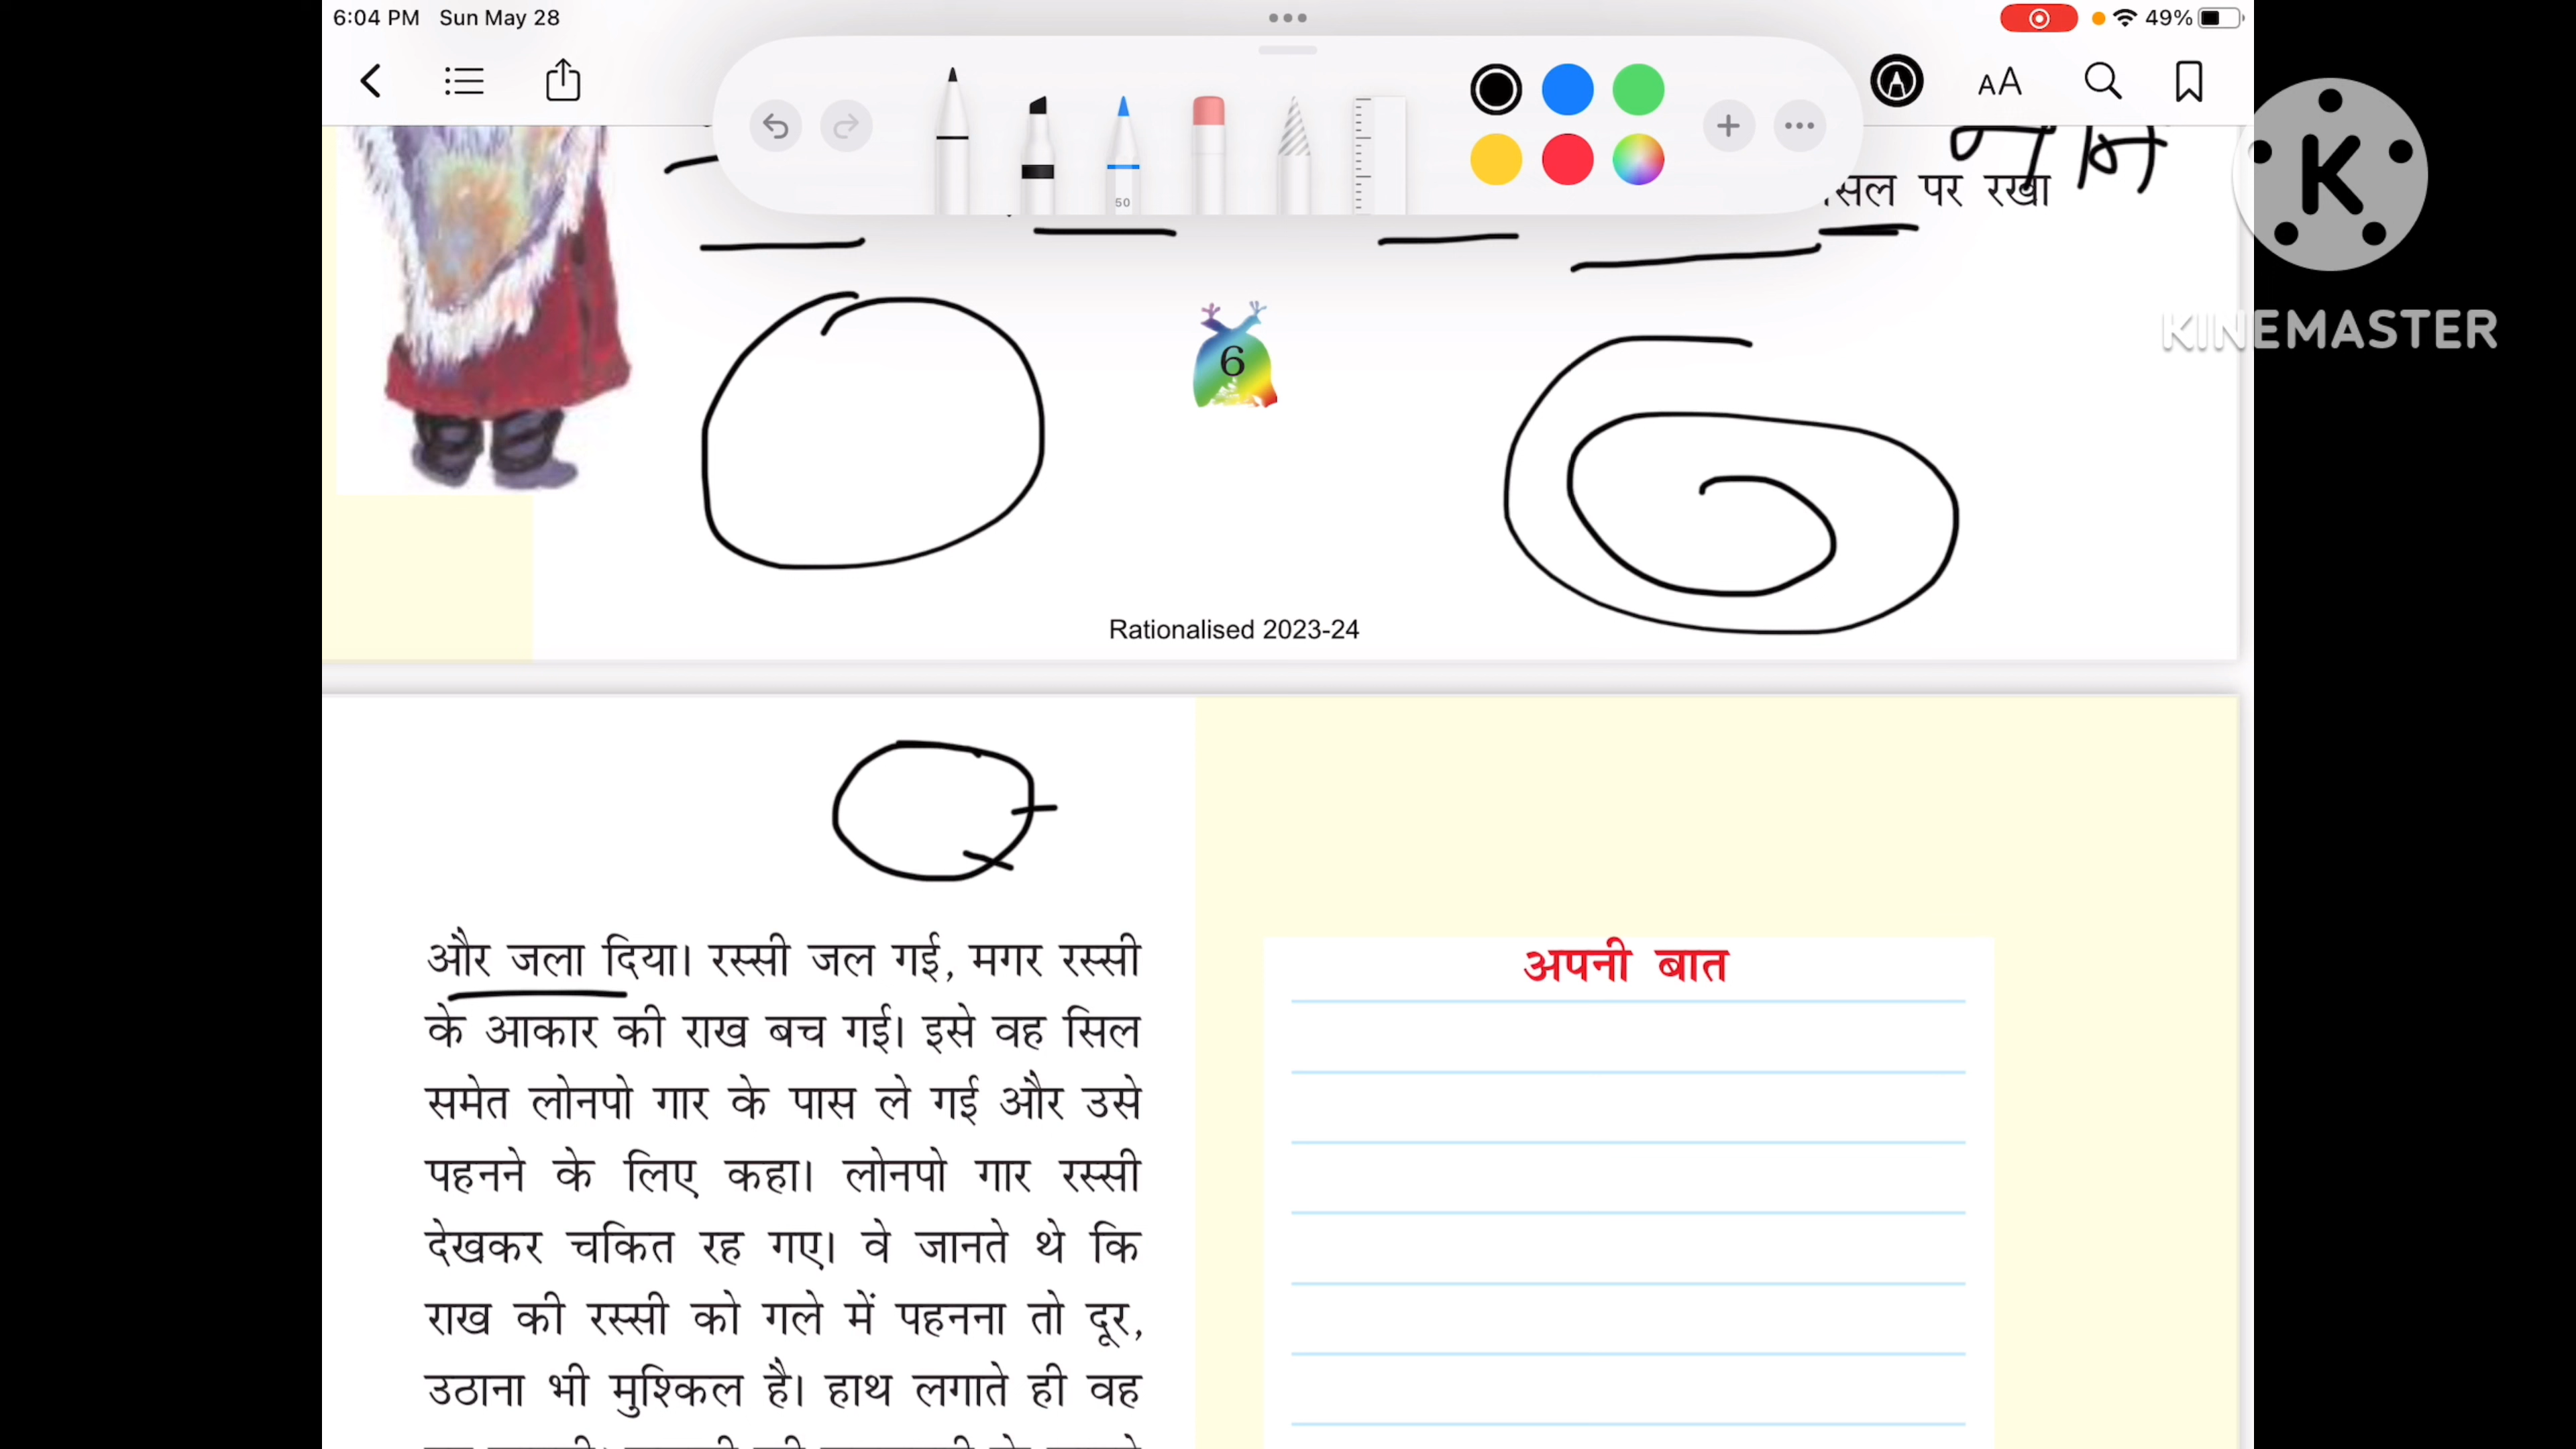 6:04 PM Sun May 28
49%
AA
50
K
KINEMASTER
सिल पर रखा
6
Rationalised 2023-24
और जला दिया। रस्सी जल गई, मगर रस्सी
के आकार की राख बच गई। इसे वह सिल
समेत लोनपो गार के पास ले गई और उसे
पहनने के लिए कहा। लोनपो गार रस्सी
देखकर चकित रह गए। वे जानते थे कि
राख की रस्सी को गले में पहनना तो दूर,
उठाना भी मुश्किल है। हाथ लगाते ही वह
अपनी बात